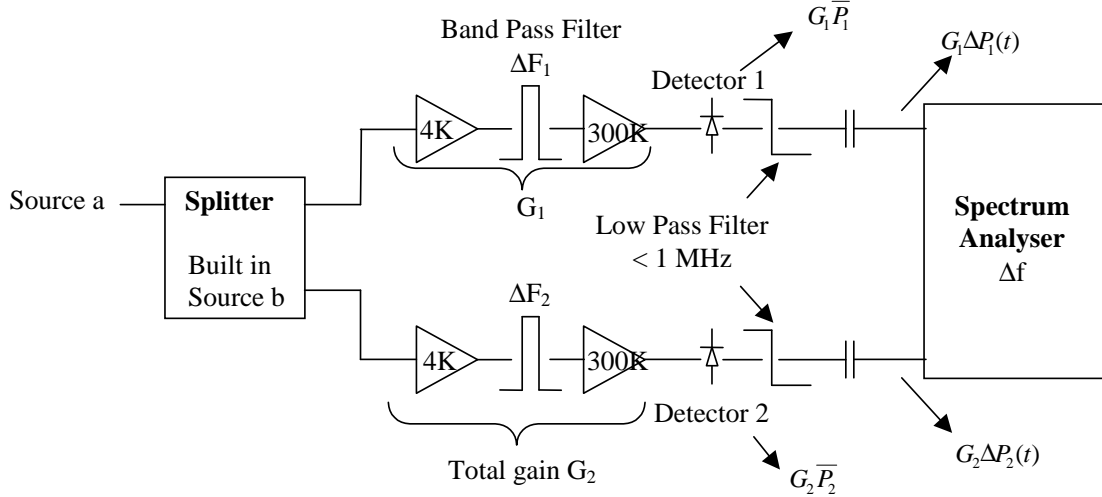 Band Pass Filter
ΔF₁
4K
300K
G₁
Detector 1
G₁P̅₁
G₁ΔP₁(t)
Source a
Splitter
Built in
Source b
Low Pass Filter
< 1 MHz
Spectrum
Analyser
Δf
ΔF₂
4K
300K
Total gain G₂
Detector 2
G₂P̅₂
G₂ΔP₂(t)